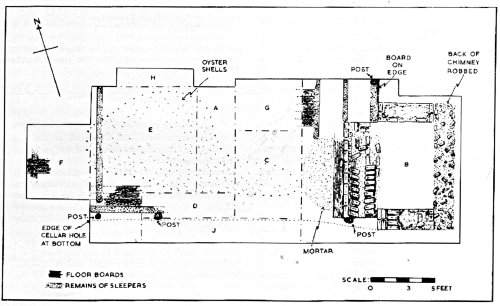 N
OYSTER
SHELLS
POST
BOARD
ON
EDGE
BACK OF
CHIMNEY
ROBBED
H
A
G
E
F
C
B
D
J
POST
EDGE OF
CELLAR HOLE
AT BOTTOM
POST
MORTAR
POST
FLOOR BOARDS
REMAINS OF SLEEPERS
SCALE:
0 3 5 FEET